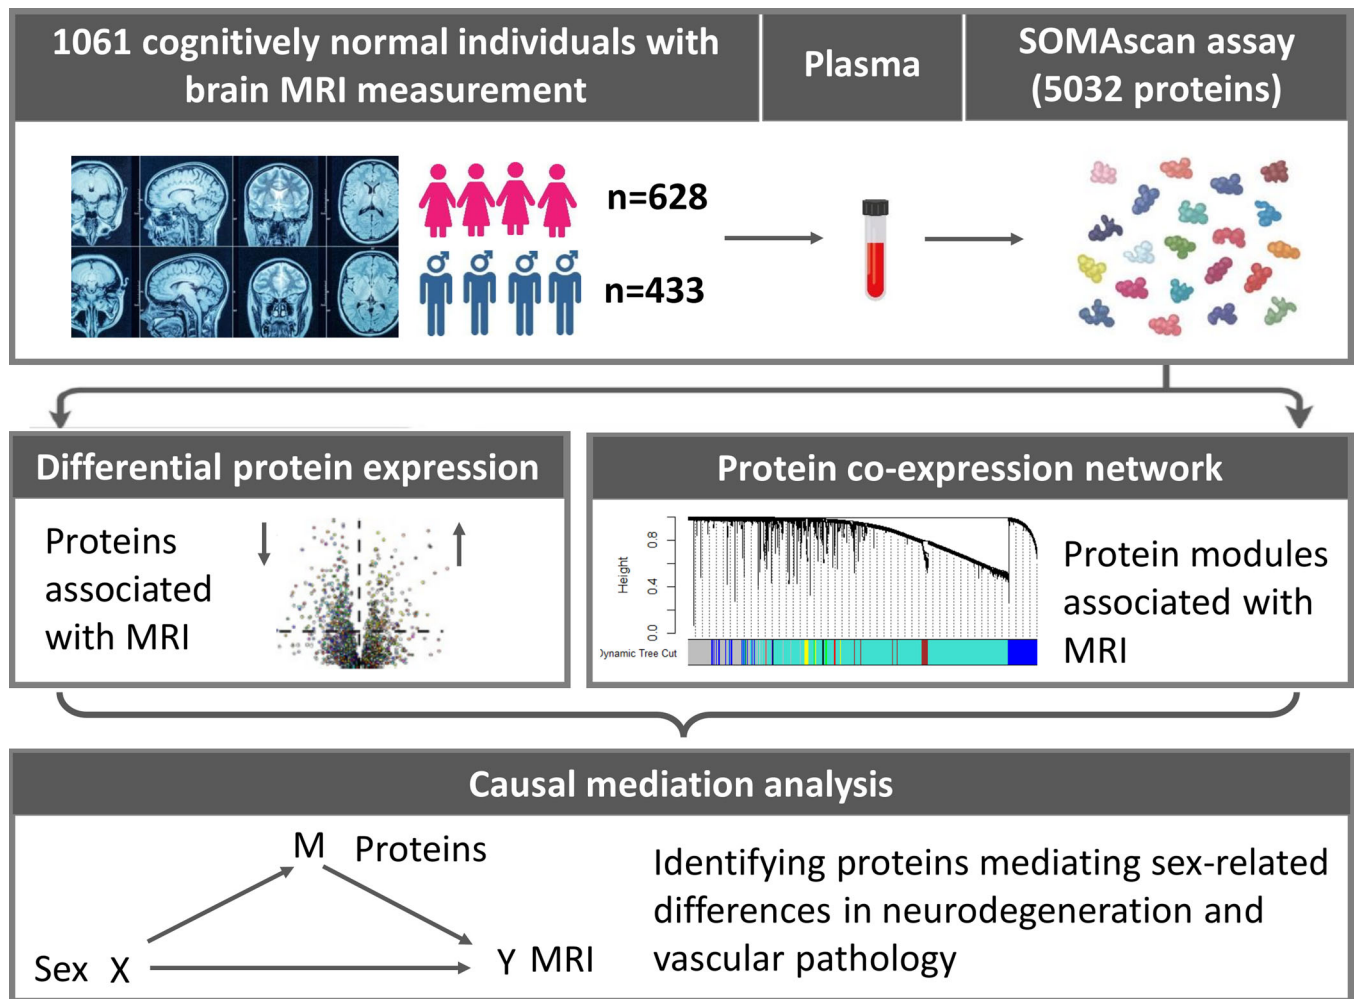 1061 cognitively normal individuals with
brain MRI measurement
Plasma
SOMAscan assay
(5032 proteins)
n=628
n=433
Differential protein expression
Proteins
associated
with MRI
Protein co-expression network
Height
0.8
0.4
0.0
Dynamic Tree Cut
Protein modules
associated with
MRI
Causal mediation analysis
M Proteins
Sex X
Y MRI
Identifying proteins mediating sex-related
differences in neurodegeneration and
vascular pathology